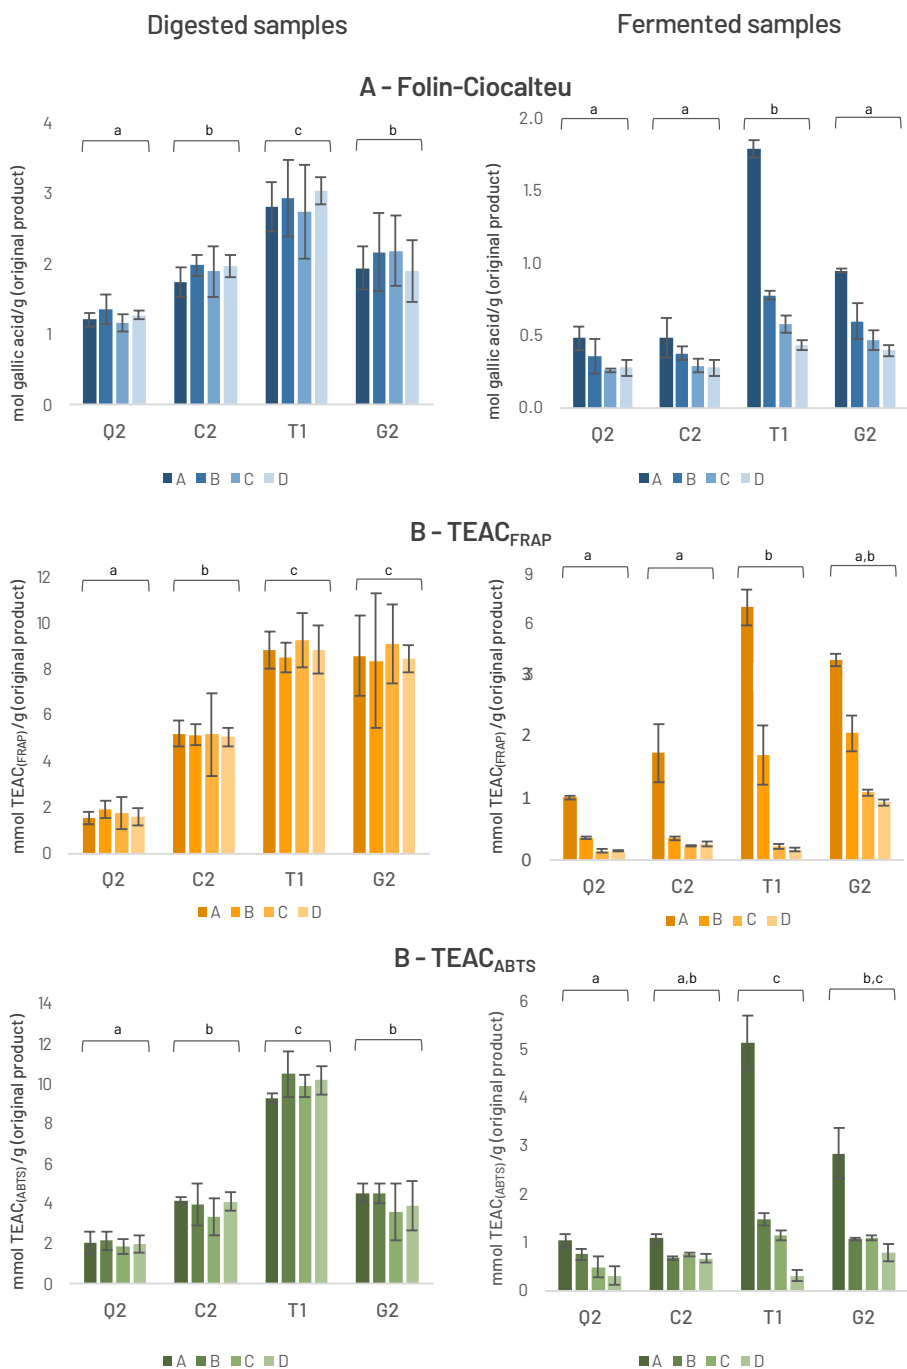 Digested samples
Fermented samples
A - Folin-Ciocalteu
mol gallic acid/g (original product)
4
3
2
1
0
a
b
c
b
Q2
C2
T1
G2
A B C D
mol gallic acid/g (original product)
2.0
1.5
1.0
0.5
0.0
a
a
b
a
Q2
C2
T1
G2
A B C D
B - TEAC FRAP
mmol TEAC(FRAP)/g (original product)
12
10
8
6
4
2
0
a
b
c
c
Q2
C2
T1
G2
A B C D
mmol TEAC(FRAP)/g (original product)
9
6
3
2
1
0
a
a
b
a,b
Q2
C2
T1
G2
A B C D
B - TEAC ABTS
mmol TEAC(ABTS)/g (original product)
14
12
10
8
6
4
2
0
a
b
c
b
Q2
C2
T1
G2
A B C D
mmol TEAC(ABTS)/g (original product)
6
5
4
3
2
1
0
a
a,b
c
b,c
Q2
C2
T1
G2
A B C D